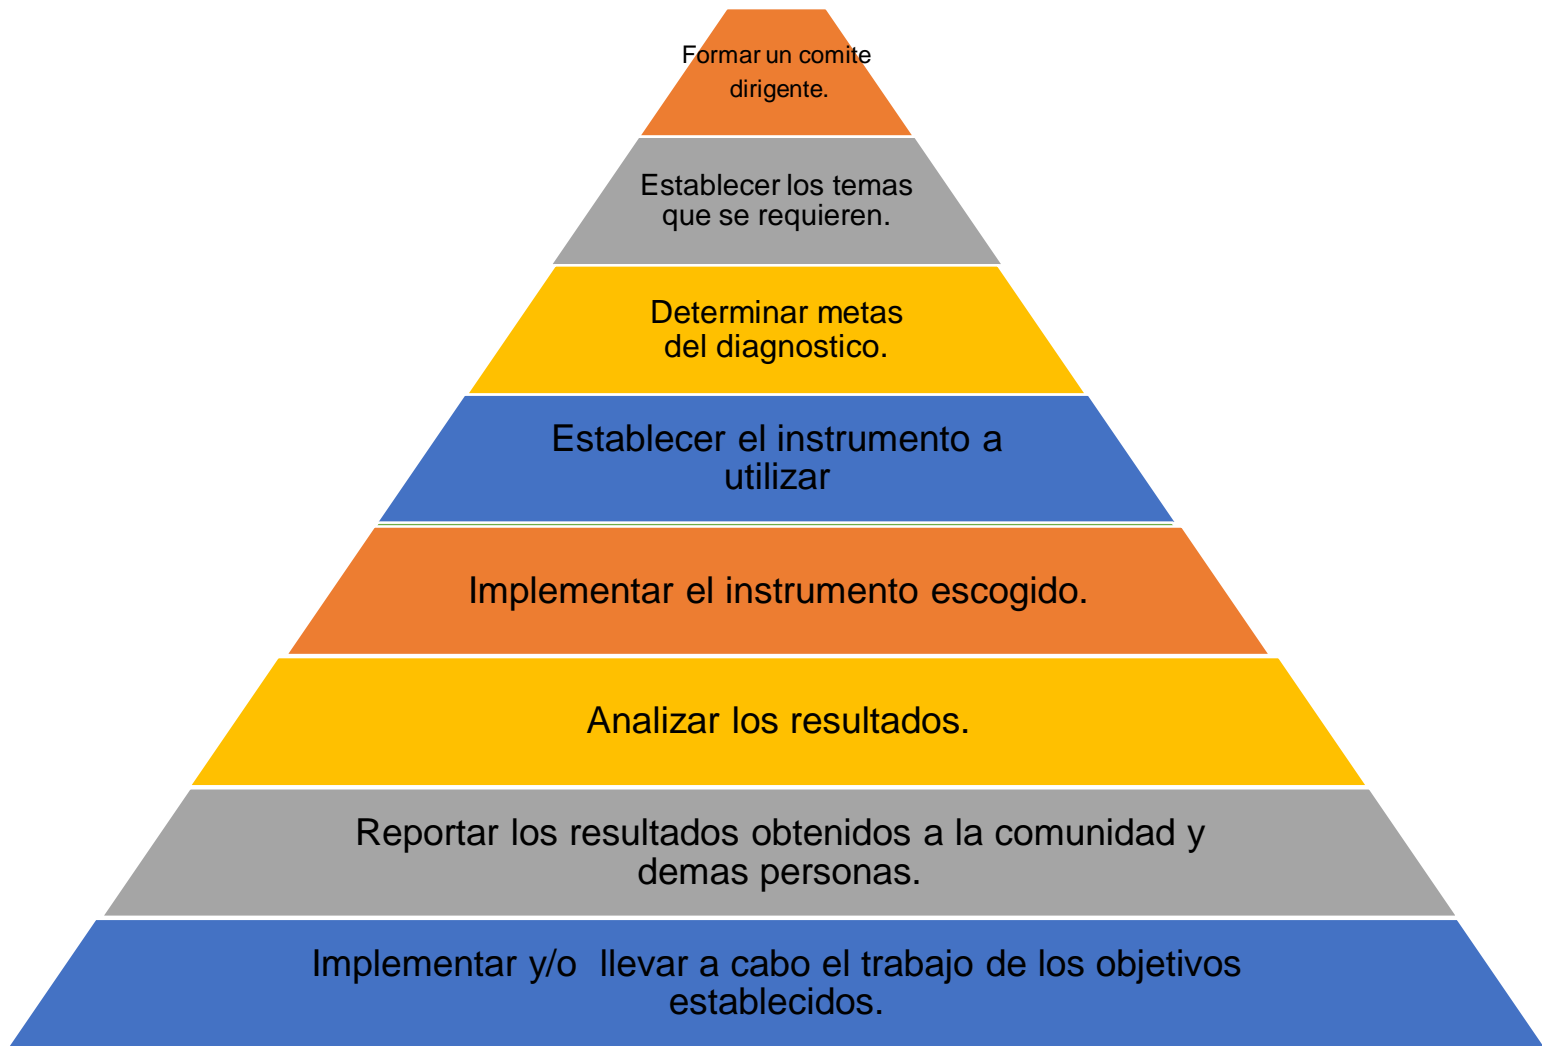 Formar un comite
dirigente.
Establecer los temas
que se requieren.
Determinar metas
del diagnostico.
Establecer el instrumento a
utilizar
Implementar el instrumento escogido.
Analizar los resultados.
Reportar los resultados obtenidos a la comunidad y
demas personas.
Implementar y/o  llevar a cabo el trabajo de los objetivos
establecidos.